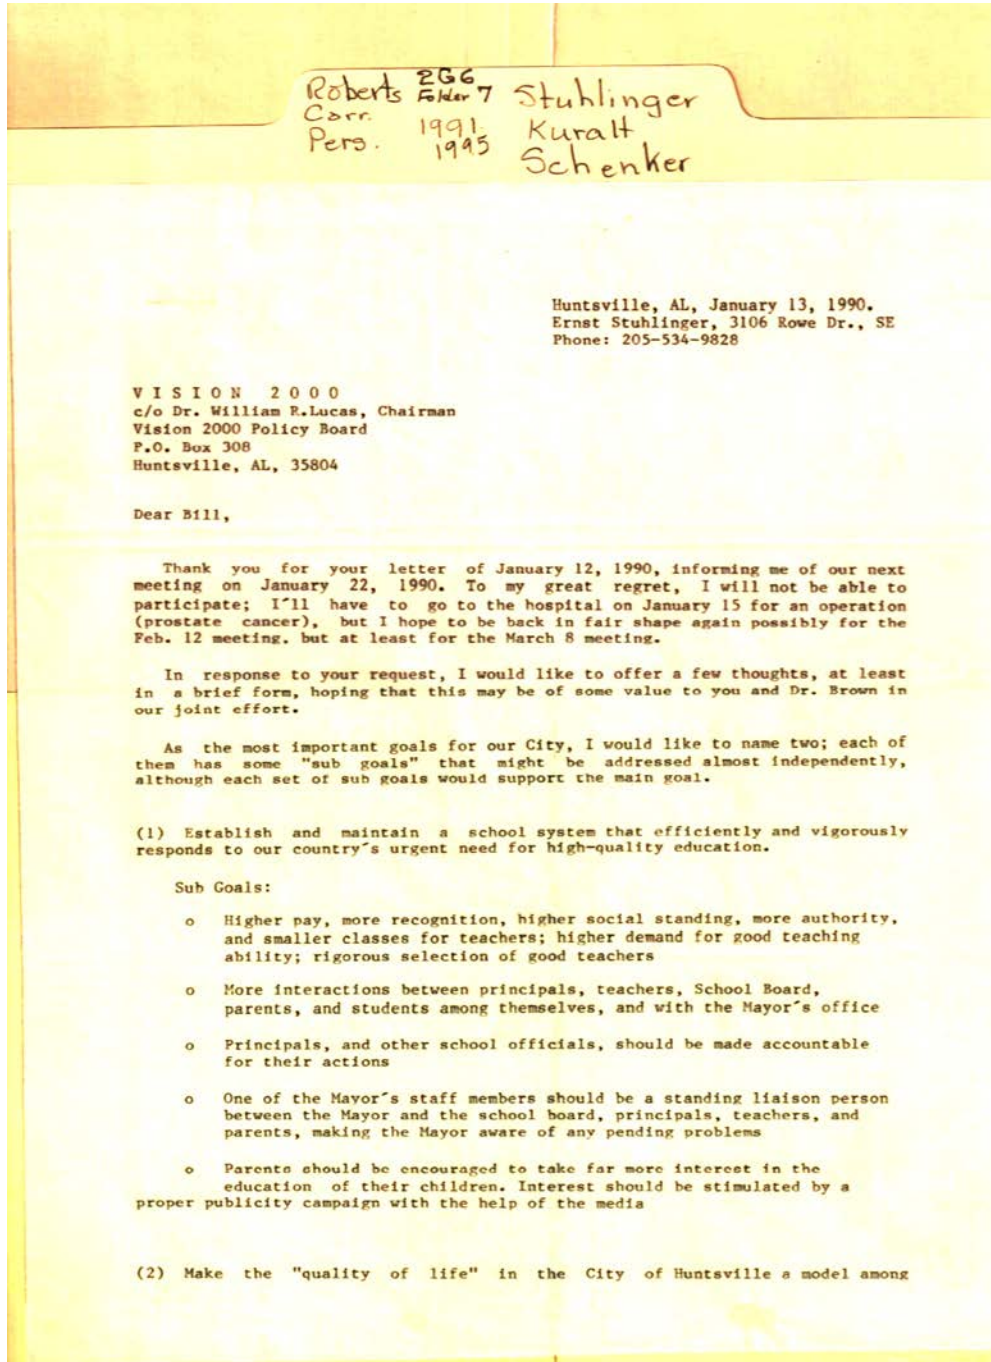 Roberts 2G6 Folder 7 Stuhlinger
Corr. 1991 Kuralt
Pers. 1995 Schenker
Huntsville, AL, January 13, 1990.
Ernst Stuhlinger, 3106 Rowe Dr., SE
Phone: 205-534-9828
V I S I O N 2 0 0 0
c/o Dr. William R.Lucas, Chairman
Vision 2000 Policy Board
P.O. Box 308
Huntsville, AL, 35804
Dear Bill,
Thank you for your letter of January 12, 1990, informing me of our next
meeting on January 22, 1990. To my great regret, I will not be able to
participate; I'll have to go to the hospital on January 15 for an operation
(prostate cancer), but I hope to be back in fair shape again possibly for the
Feb. 12 meeting, but at least for the March 8 meeting.
In response to your request, I would like to offer a few thoughts, at least
in a brief form, hoping that this may be of some value to you and Dr. Brown in
our joint effort.
As the most important goals for our City, I would like to name two; each of
them has some "sub goals" that might be addressed almost independently,
although each set of sub goals would support the main goal.
(1) Establish and maintain a school system that efficiently and vigorously
responds to our country's urgent need for high-quality education.
Sub Goals:
o Higher pay, more recognition, higher social standing, more authority,
and smaller classes for teachers; higher demand for good teaching
ability; rigorous selection of good teachers
o More interactions between principals, teachers, School Board,
parents, and students among themselves, and with the Mayor's office
o Principals, and other school officials, should be made accountable
for their actions
o One of the Mayor's staff members should be a standing liaison person
between the Mayor and the school board, principals, teachers, and
parents, making the Mayor aware of any pending problems
o Parents should be encouraged to take far more interest in the
education of their children. Interest should be stimulated by a
proper publicity campaign with the help of the media
(2) Make the "quality of life" in the City of Huntsville a model among